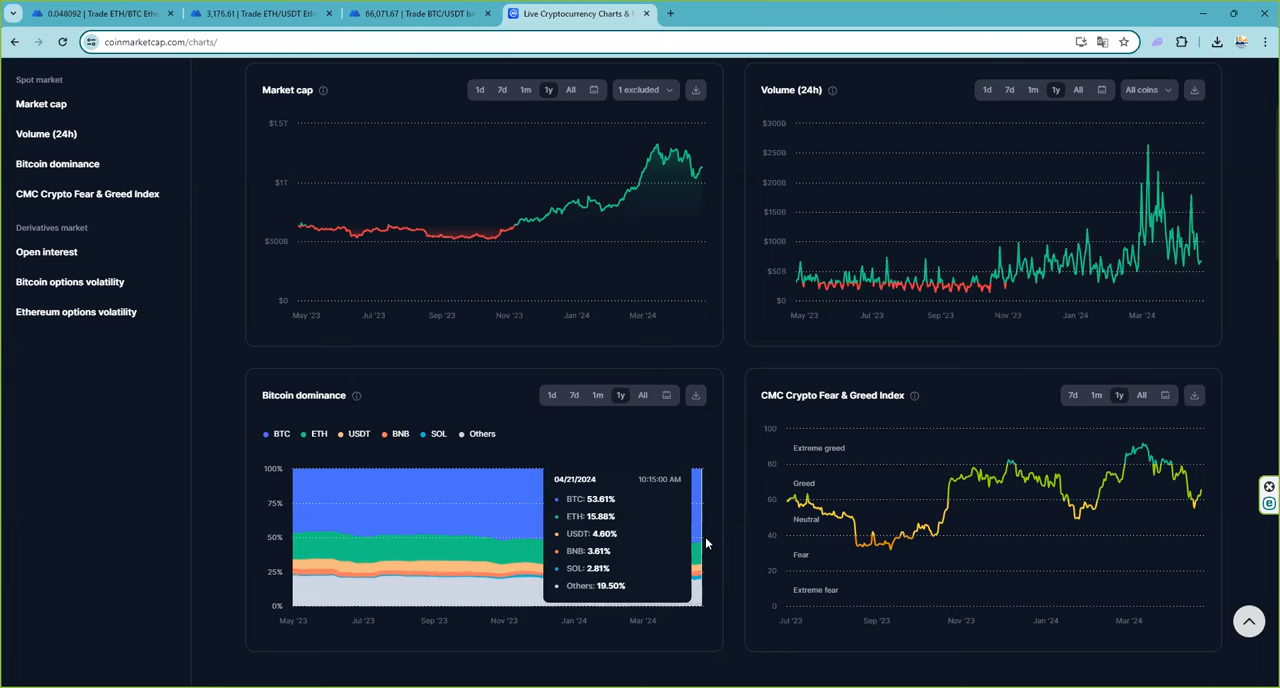 0.048092 | Trade ETH/BTC Ethe
3,176.61 | Trade ETH/USDT Ethe
66,071.67 | Trade BTC/USDT bi
Live Cryptocurrency Charts &
coinmarketcap.com/charts/
Spot market
Market cap
Volume (24h)
Bitcoin dominance
CMC Crypto Fear & Greed Index
Derivatives market
Open interest
Bitcoin options volatility
Ethereum options volatility
Market cap
1d 7d 1m 1y All
1 excluded
$1.5T
$1T
$500B
$0
May '23 Jul '23 Sep '23 Nov '23 Jan '24 Mar '24
Volume (24h)
1d 7d 1m 1y All
All coins
$300B
$250B
$200B
$150B
$100B
$50B
$0
May '23 Jul '23 Sep '23 Nov '23 Jan '24 Mar '24
Bitcoin dominance
1d 7d 1m 1y All
BTC ETH USDT BNB SOL Others
100%
75%
50%
25%
0%
04/21/2024 10:15:00 AM
BTC: 53.61%
ETH: 15.88%
USDT: 4.60%
BNB: 3.61%
SOL: 2.81%
Others: 19.50%
May '23 Jul '23 Sep '23 Nov '23 Jan '24 Mar '24
CMC Crypto Fear & Greed Index
7d 1m 1y All
100
80
60
40
20
0
Extreme greed
Greed
Neutral
Fear
Extreme fear
Jul '23 Sep '23 Nov '23 Jan '24 Mar '24